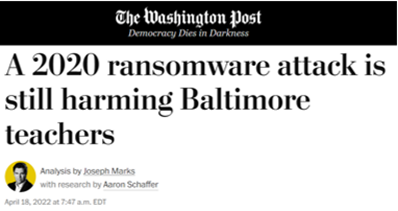 The Washington Post
Democracy Dies in Darkness
A 2020 ransomware attack is
still harming Baltimore
teachers
Analysis by Joseph Marks
with research by Aaron Schaffer
April 18, 2022 at 7:47 a.m. EDT